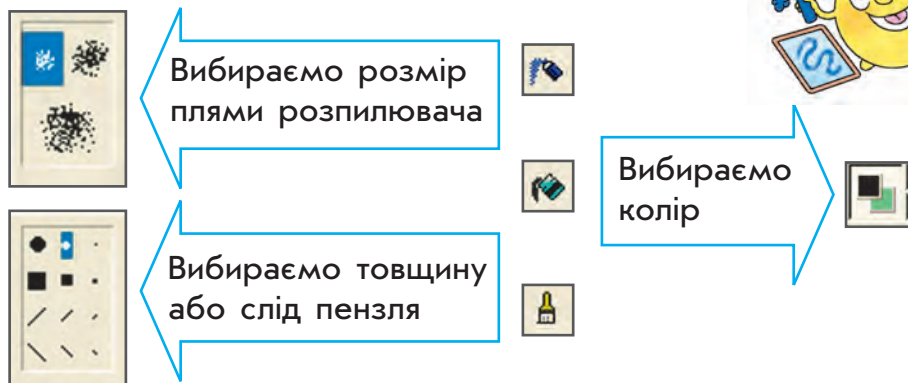 Вибираємо розмір
плями розпилювача
Вибираємо
колір
Вибираємо товщину
або слід пензля